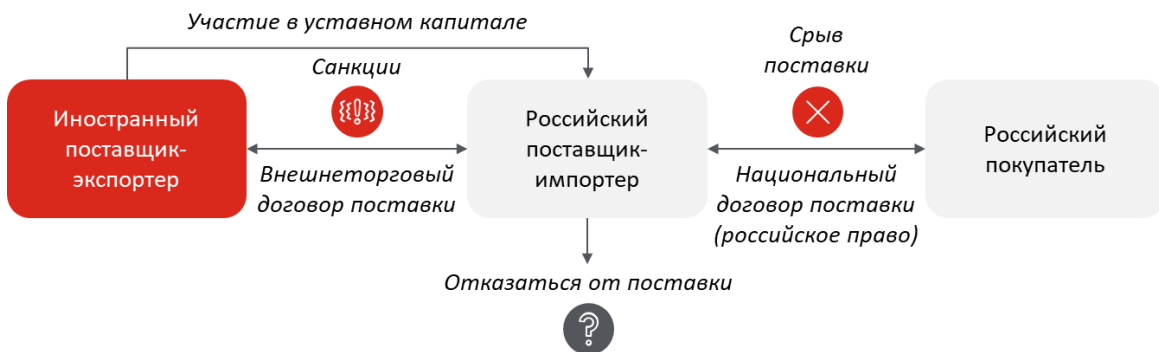 Участие в уставном капитале
Санкции
Срыв
поставки
Иностранный
поставщик-
экспортер
Российский
поставщик-
импортер
Российский
покупатель
Внешнеторговый
договор поставки
Национальный
договор поставки
(российское право)
Отказаться от поставки
?